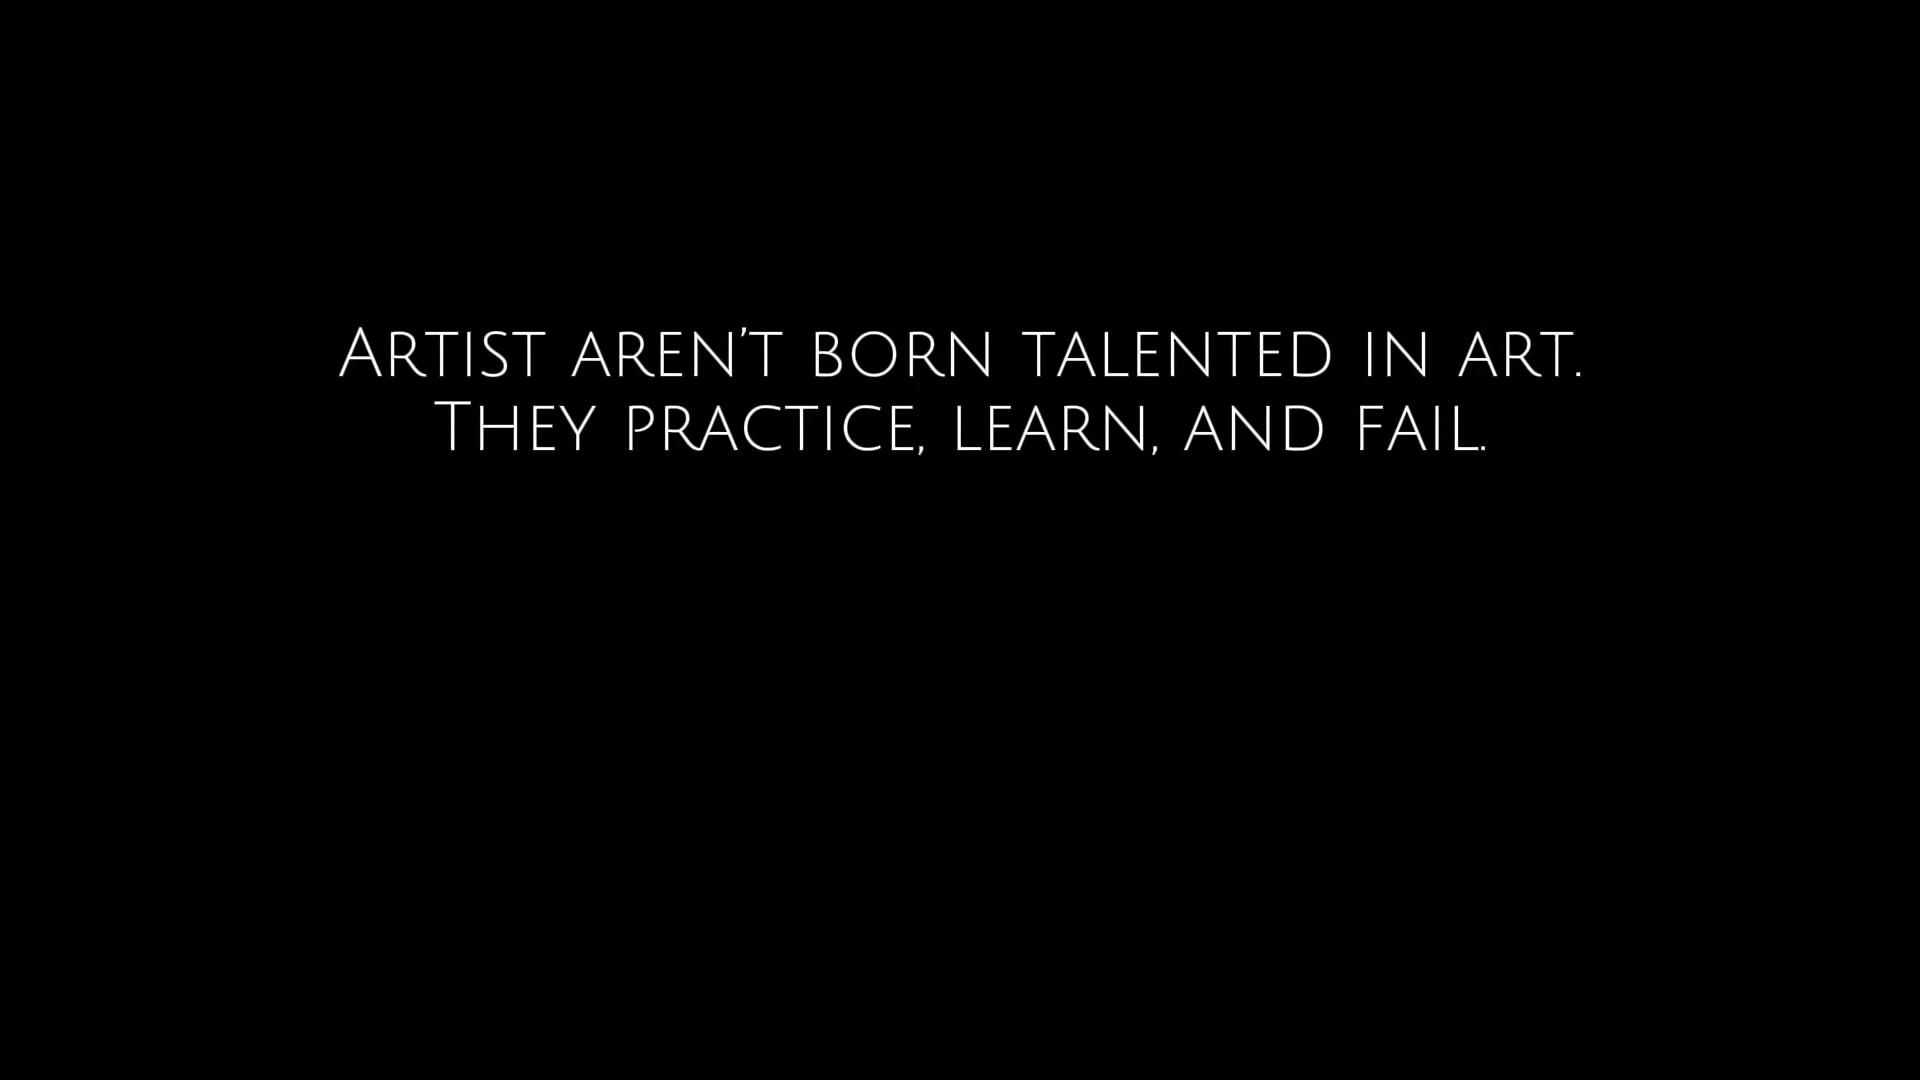 Artist aren’t born talented in art.
They practice, learn, and fail.